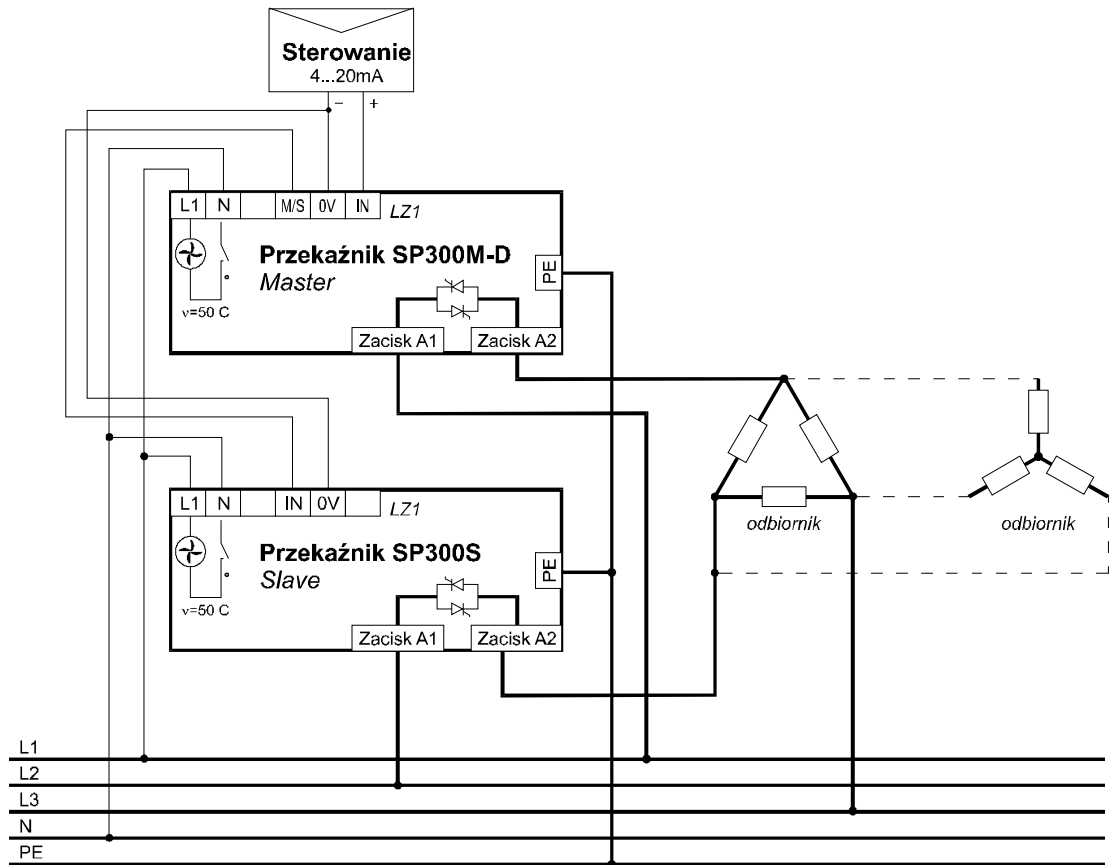 Sterowanie
4...20mA
– +
L1 N M/S 0V IN LZ1
Przekaźnik SP300M-D
Master
PE
ν=50 C
Zacisk A1 Zacisk A2
L1 N IN 0V LZ1
Przekaźnik SP300S
Slave
PE
ν=50 C
Zacisk A1 Zacisk A2
odbiornik odbiornik
L1
L2
L3
N
PE